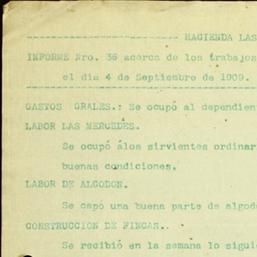 HACIENDA LAS
INFORME Nro. 36 acerca de los trabajos
el dia 4 de Septiembre de 1909.
GASTOS GRALES.: Se ocupó al dependien
LABOR LAS MERCEDES.
Se ocupó álos sirvientes ordinar
buenas condiciones.
LABOR DE ALGODON.
Se capó una buena parte de algod
CONSTRUCCION DE FINCAS..
Se recibió en la semana lo siguie